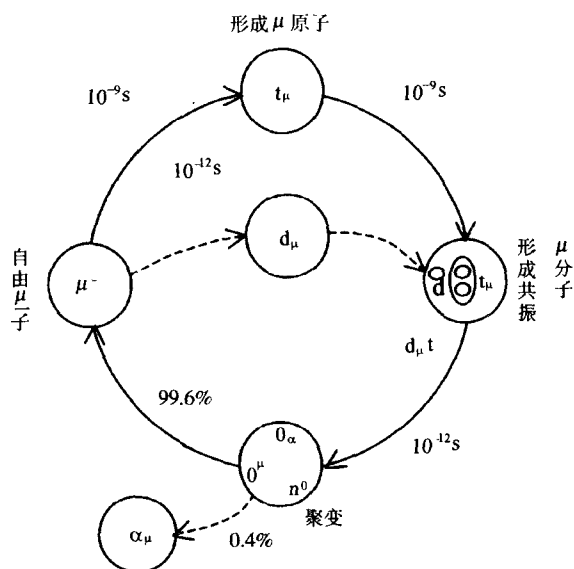 形成μ原子
tμ
10⁻⁹s
10⁻⁹s
10⁻¹²s
dμ
自由μ子
μ⁻
d tμ
形成共振
μ分子
dμt
99.6%
10⁻¹²s
0α
0μ
n⁰
聚变
αμ
0.4%